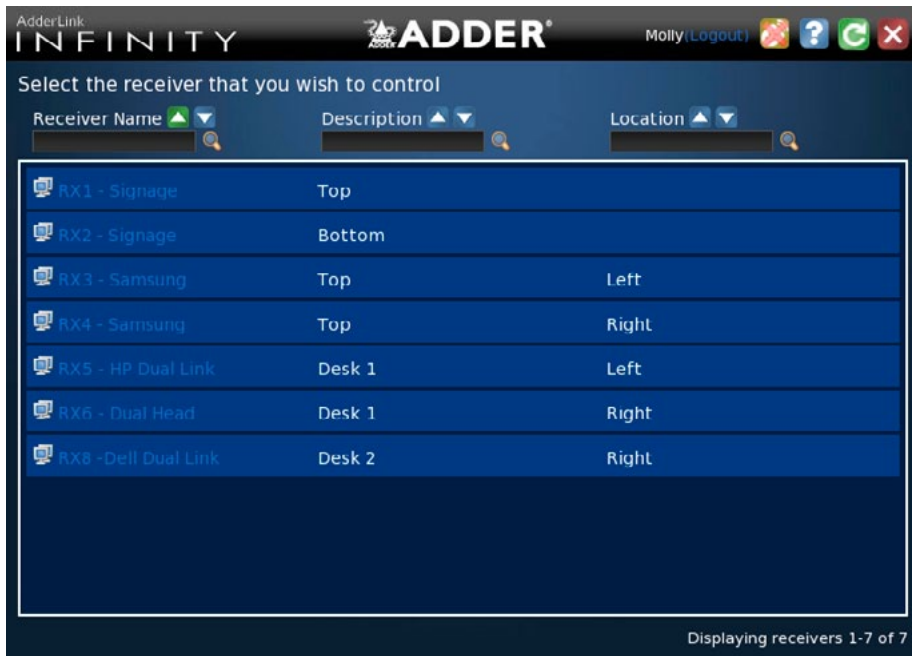 AdderLink
INFINITY
ADDER®
Molly(Logout)
?
Select the receiver that you wish to control
Receiver Name
Description
Location
RX1 - Signage Top
RX2 - Signage Bottom
RX3 - Samsung Top Left
RX4 - Samsung Top Right
RX5 - HP Dual Link Desk 1 Left
RX6 - Dual Head Desk 1 Right
RX8 -Dell Dual Link Desk 2 Right
Displaying receivers 1-7 of 7